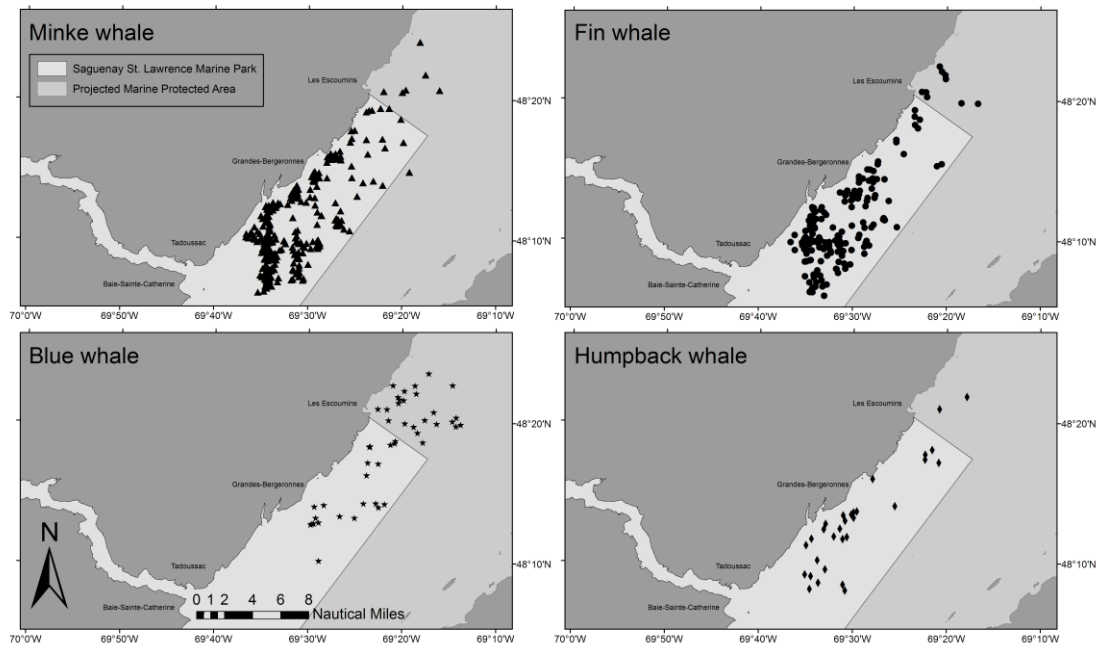 Minke whale
Saguenay St. Lawrence Marine Park
Projected Marine Protected Area
Les Escoumins
Grandes-Bergeronnes
Tadoussac
Baie-Sainte-Catherine
70°0'W 69°50'W 69°40'W 69°30'W 69°20'W 69°10'W
48°20'N
48°10'N
Fin whale
Les Escoumins
Grandes-Bergeronnes
Tadoussac
Baie-Sainte-Catherine
70°0'W 69°50'W 69°40'W 69°30'W 69°20'W 69°10'W
48°20'N
48°10'N
Blue whale
Les Escoumins
Grandes-Bergeronnes
N
Tadoussac
Baie-Sainte-Catherine
0 1 2 4 6 8
Nautical Miles
70°0'W 69°50'W 69°40'W 69°30'W 69°20'W 69°10'W
48°20'N
48°10'N
Humpback whale
Les Escoumins
Grandes-Bergeronnes
Tadoussac
Baie-Sainte-Catherine
70°0'W 69°50'W 69°40'W 69°30'W 69°20'W 69°10'W
48°20'N
48°10'N